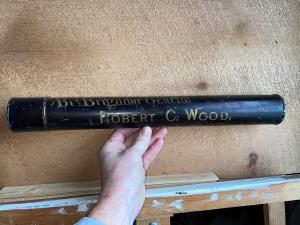 Bt. Brigadier General
ROBERT C. WOOD,